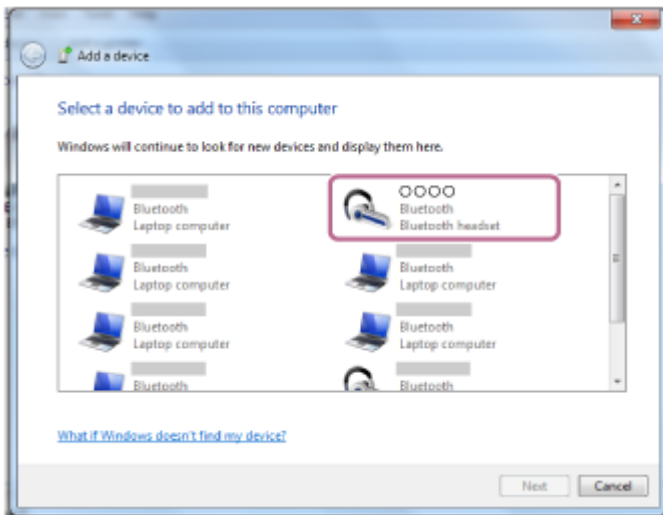 Add a device
Select a device to add to this computer
Windows will continue to look for new devices and display them here.
Bluetooth
Laptop computer
OOOO
Bluetooth
Bluetooth headset
Bluetooth
Laptop computer
Bluetooth
Laptop computer
Bluetooth
Laptop computer
Bluetooth
Laptop computer
Bluetooth
Bluetooth
What if Windows doesn't find my device?
Next
Cancel